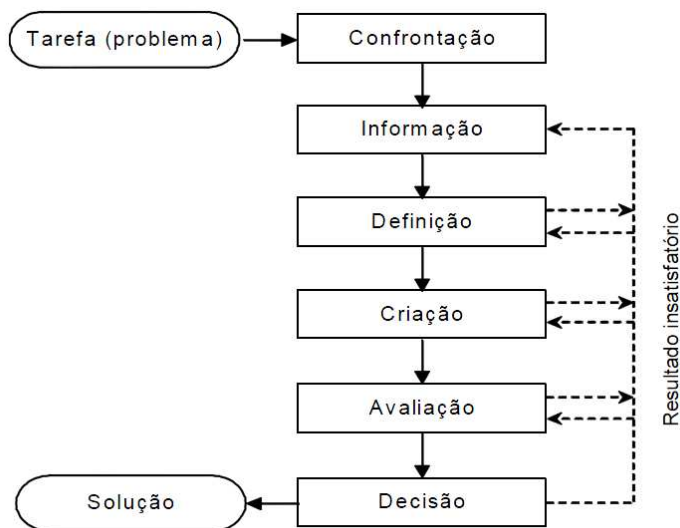 Tarefa (problema)
Confrontação
Informação
Definição
Criação
Avaliação
Decisão
Solução
Resultado insatisfatório